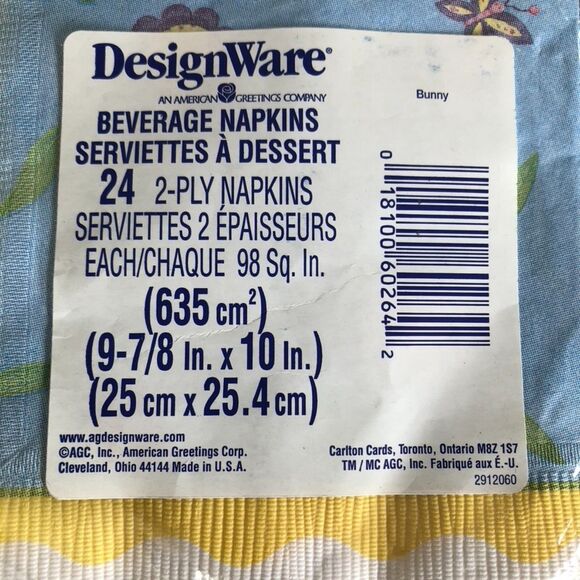 DesignWare®
AN AMERICAN GREETINGS COMPANY
Bunny
BEVERAGE NAPKINS
SERVIETTES À DESSERT
24 2-PLY NAPKINS
SERVIETTES 2 ÉPAISSEURS
EACH/CHAQUE 98 Sq. In.
(635 cm²)
(9-7/8 In. x 10 In.)
(25 cm x 25.4 cm)
0 18100 60264 2
www.agdesignware.com
©AGC, Inc., American Greetings Corp.
Cleveland, Ohio 44144 Made in U.S.A.
Carlton Cards, Toronto, Ontario M8Z 1S7
TM / MC AGC, Inc. Fabriqué aux É.-U.
2912060